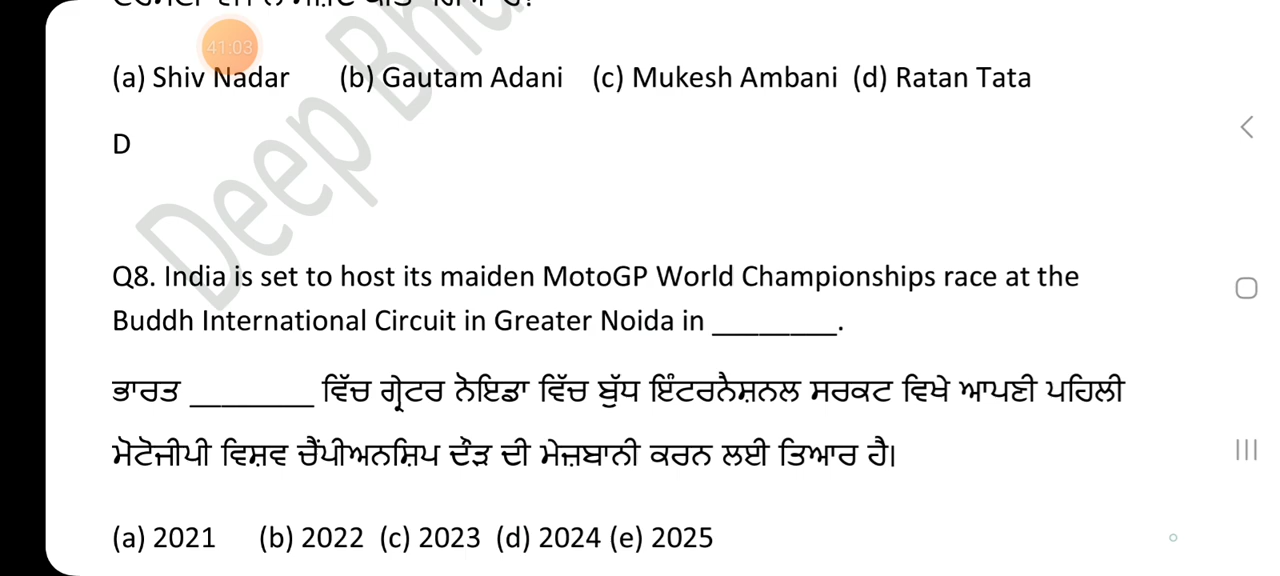 41:03
(a) Shiv Nadar (b) Gautam Adani (c) Mukesh Ambani (d) Ratan Tata
D
Deep
Q8. India is set to host its maiden MotoGP World Championships race at the
Buddh International Circuit in Greater Noida in ________.
ਭਾਰਤ ________ ਵਿੱਚ ਗ੍ਰੇਟਰ ਨੋਇਡਾ ਵਿੱਚ ਬੁੱਧ ਇੰਟਰਨੈਸ਼ਨਲ ਸਰਕਟ ਵਿਖੇ ਆਪਣੀ ਪਹਿਲੀ
ਮੋਟੋਜੀਪੀ ਵਿਸ਼ਵ ਚੈਂਪੀਅਨਸ਼ਿਪ ਦੌੜ ਦੀ ਮੇਜ਼ਬਾਨੀ ਕਰਨ ਲਈ ਤਿਆਰ ਹੈ।
(a) 2021 (b) 2022 (c) 2023 (d) 2024 (e) 2025